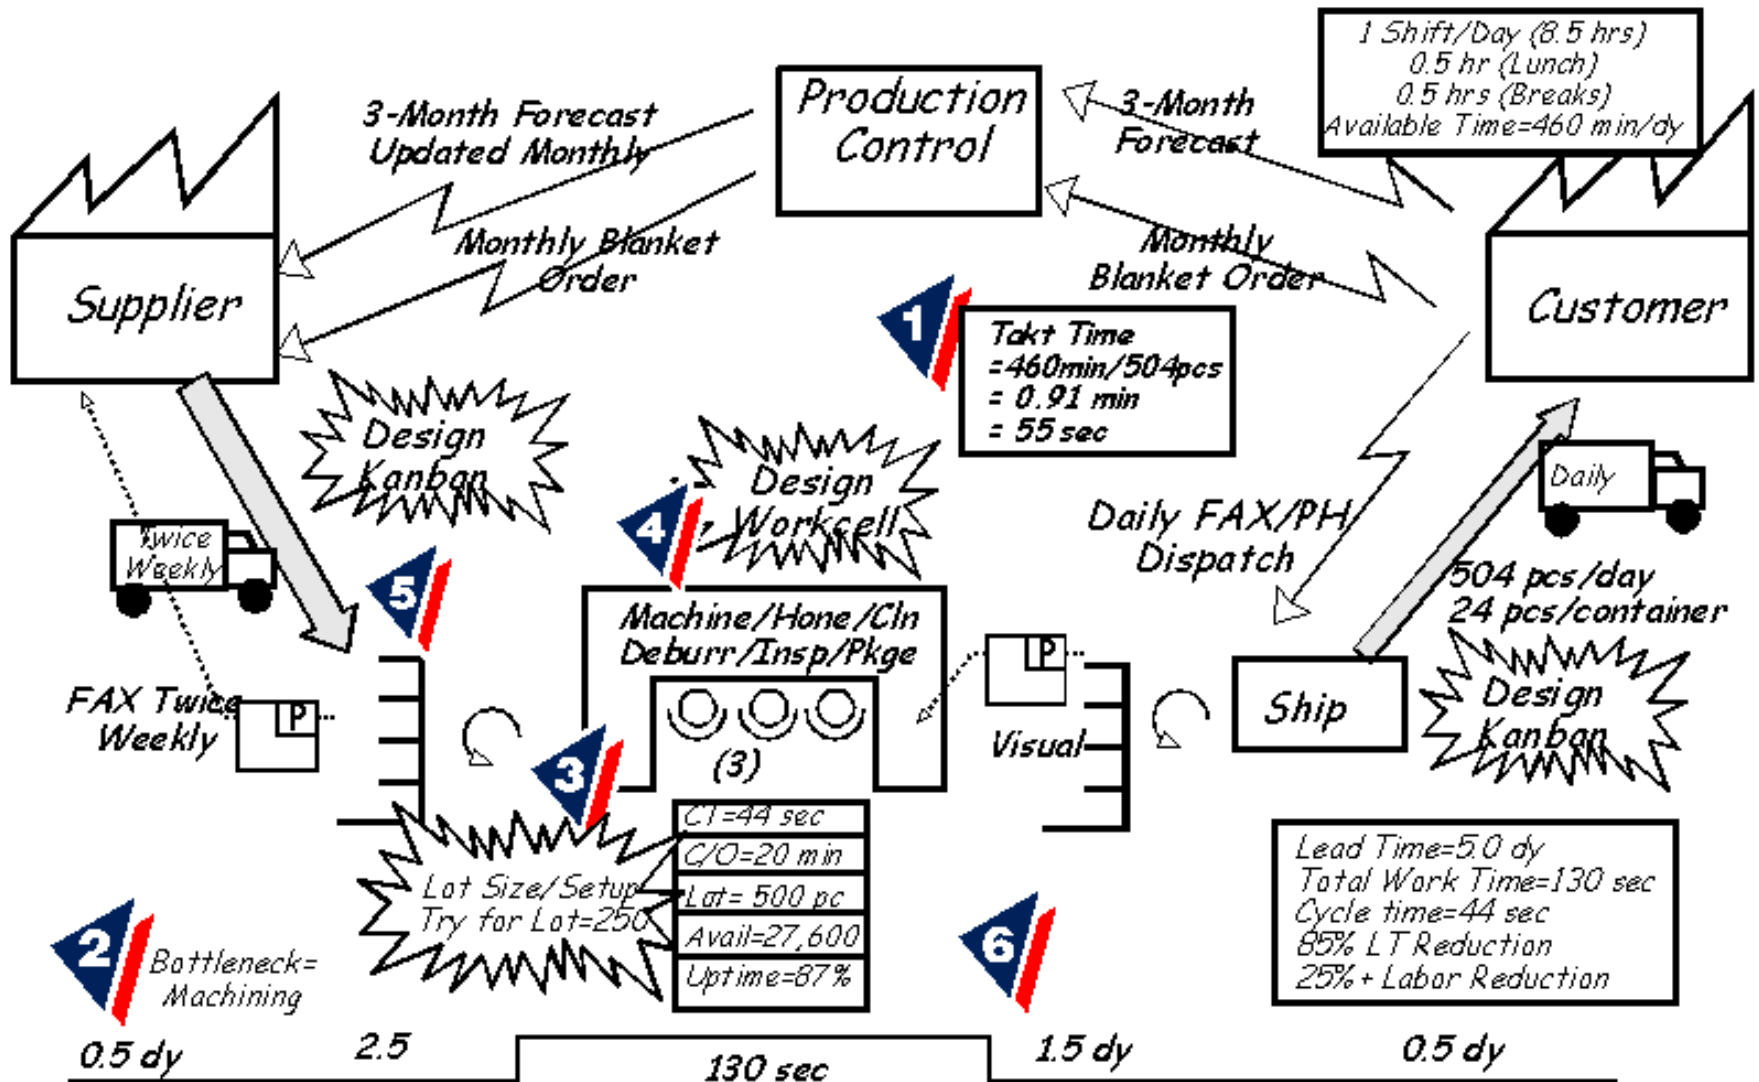 1 Shift/Day (8.5 hrs)
0.5 hr (Lunch)
0.5 hrs (Breaks)
Available Time=460 min/dy
Production
Control
3-Month Forecast
Updated Monthly
3-Month
Forecast
Monthly Blanket
Order
Monthly
Blanket Order
Supplier
Customer
1
Takt Time
=460min/504pcs
= 0.91 min
= 55 sec
Design
Kanban
Design
Workcell
4
Daily FAX/PH
Dispatch
Daily
504 pcs/day
24 pcs/container
Twice
Weekly
5
Machine/Hone/Cln
Deburr/Insp/Pkge
(3)
P
FAX Twice
Weekly
P
Visual
Ship
Design
Kanban
3
Lot Size/Setup
Try for Lot=250
CT=44 sec
C/O=20 min
Lot= 500 pc
Avail=27,600
Uptime=87%
Lead Time=5.0 dy
Total Work Time=130 sec
Cycle time=44 sec
85% LT Reduction
25%+ Labor Reduction
2
Bottleneck=
Machining
6
0.5 dy
2.5
130 sec
1.5 dy
0.5 dy